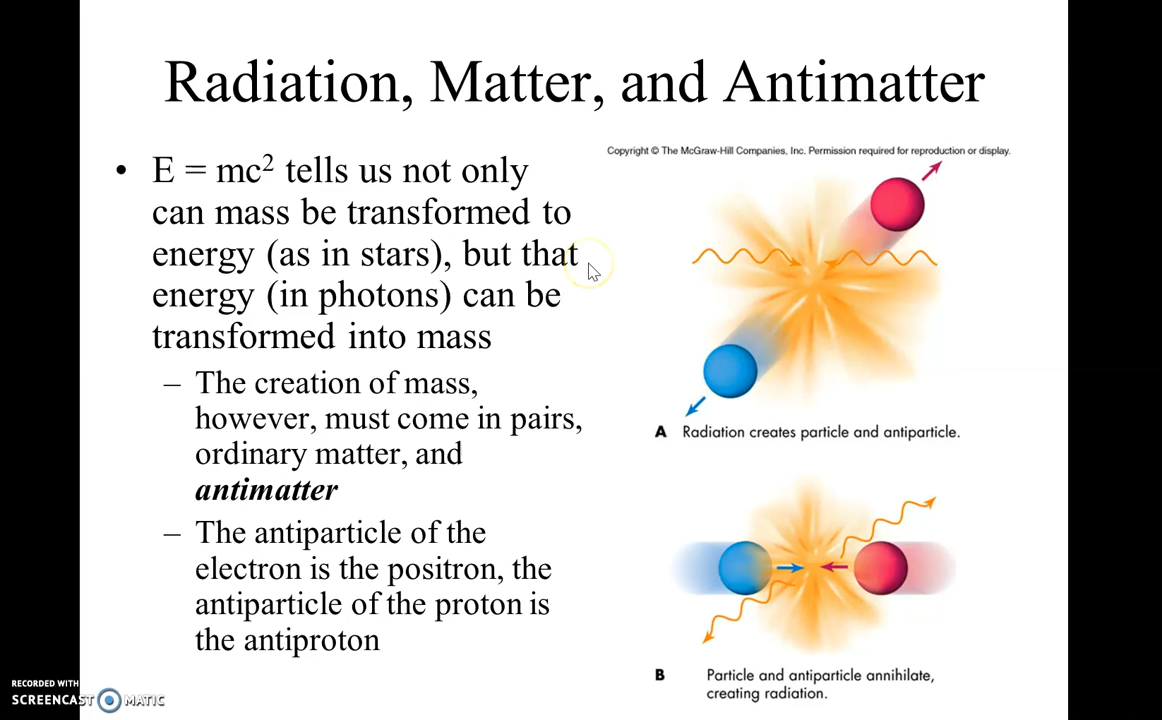 Radiation, Matter, and Antimatter
• E = mc² tells us not only
can mass be transformed to
energy (as in stars), but that
energy (in photons) can be
transformed into mass
– The creation of mass,
however, must come in pairs,
ordinary matter, and
antimatter
– The antiparticle of the
electron is the positron, the
antiparticle of the proton is
the antiproton
Copyright © The McGraw-Hill Companies, Inc. Permission required for reproduction or display.
A Radiation creates particle and antiparticle.
B Particle and antiparticle annihilate,
creating radiation.
RECORDED WITH
SCREENCAST MATIC